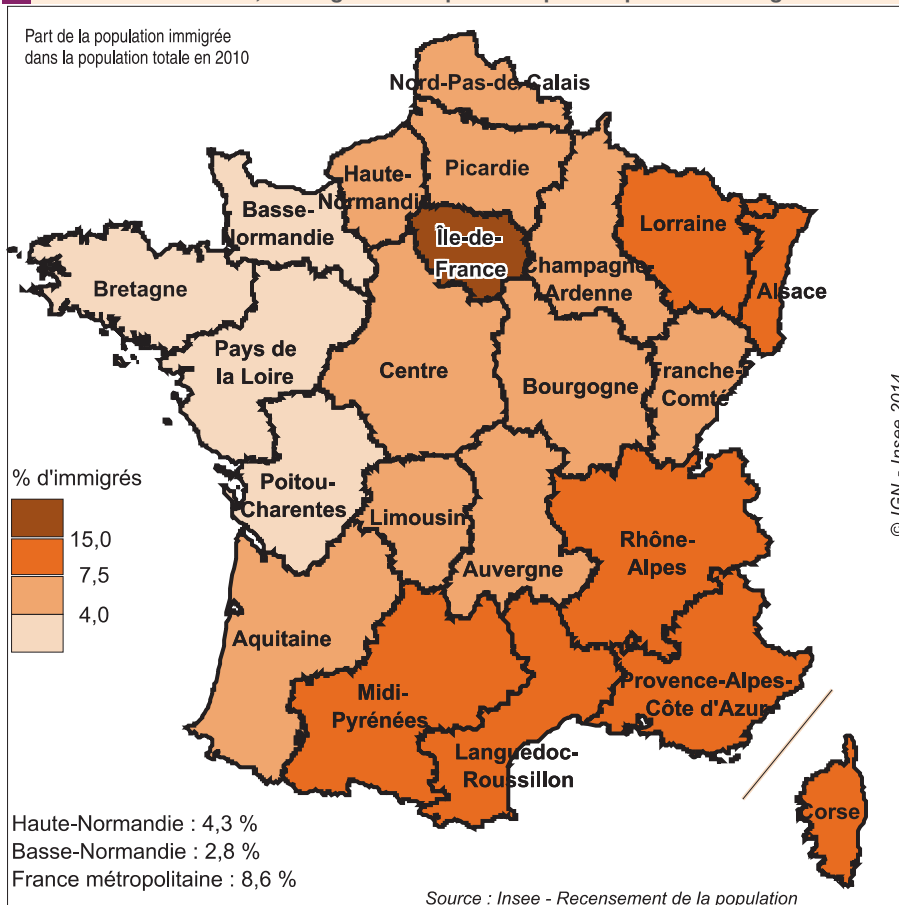 Part de la population immigrée
dans la population totale en 2010
Nord-Pas-de-Calais
Picardie
Haute-
Normandie
Basse-
Normandie
Île-de-
France
Champagne
Ardenne
Lorraine
Alsace
Bretagne
Pays de
la Loire
Centre
Bourgogne
Franche-
Comté
Poitou-
Charentes
Limousin
Auvergne
Rhône-
Alpes
Aquitaine
Midi-
Pyrénées
Languedoc-
Roussillon
Provence-Alpes-
Côte d'Azur
Corse
% d'immigrés
15,0
7,5
4,0
Haute-Normandie : 4,3 %
Basse-Normandie : 2,8 %
France métropolitaine : 8,6 %
Source : Insee - Recensement de la population
© IGN - Insee 2014